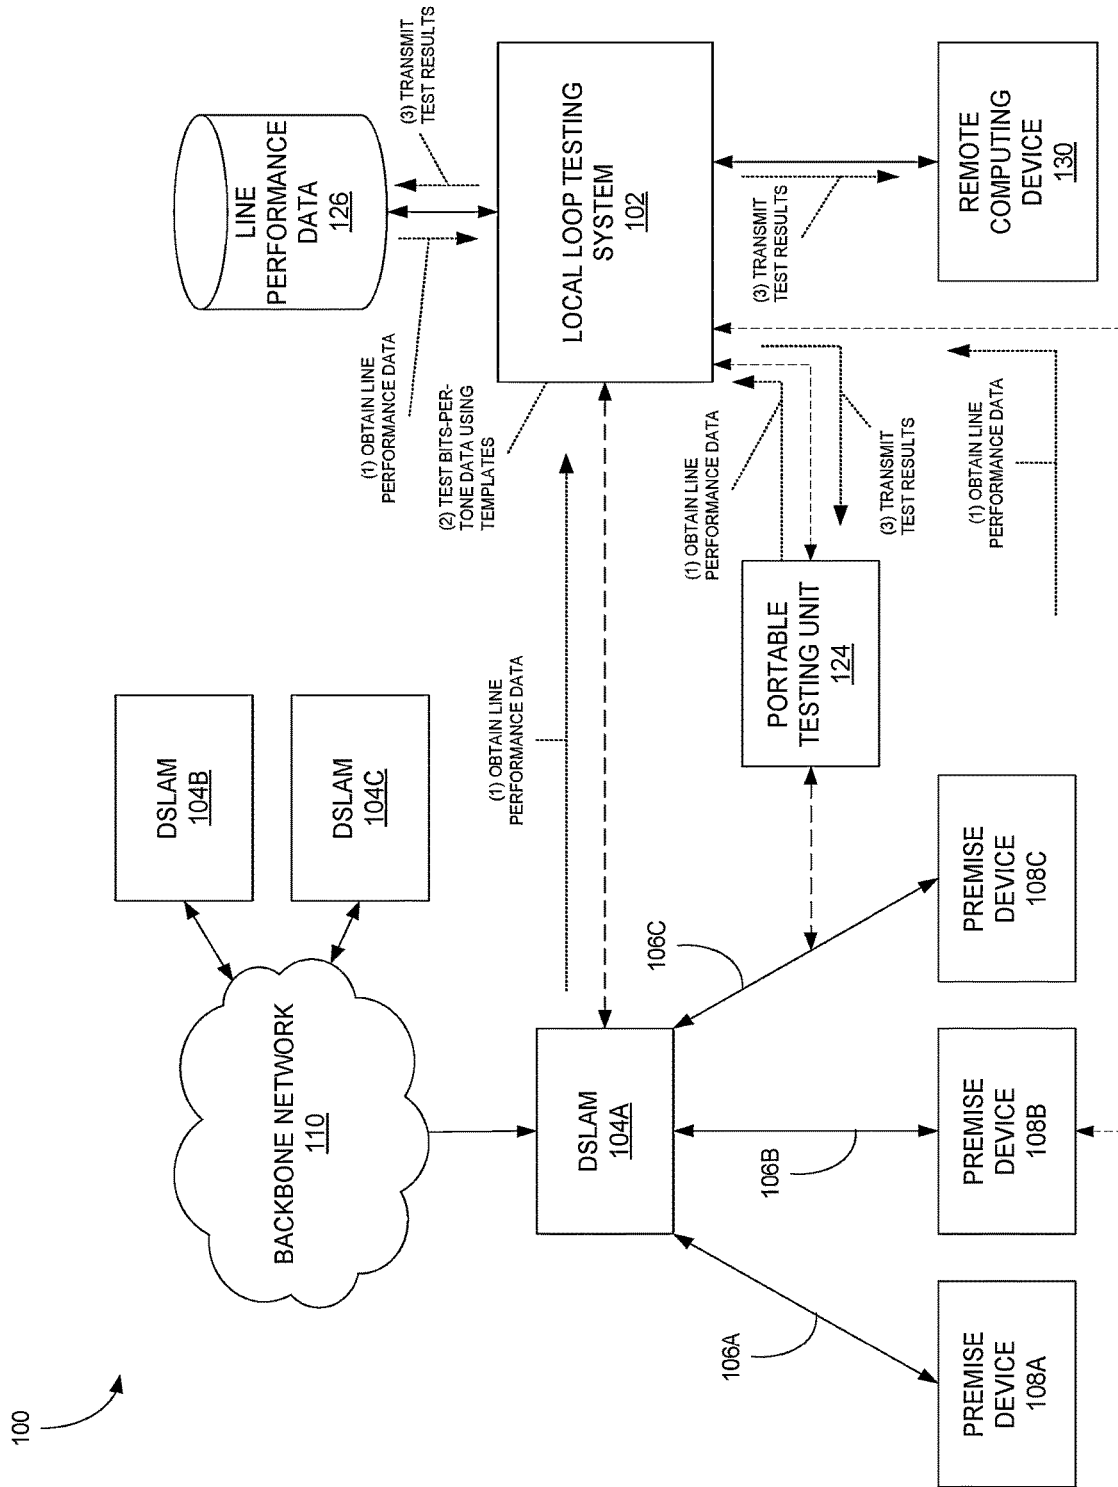 100
BACKBONE NETWORK
110
DSLAM
104B
DSLAM
104C
LINE
PERFORMANCE
DATA
126
(1) OBTAIN LINE
PERFORMANCE DATA
(3) TRANSMIT
TEST RESULTS
(2) TEST BITS-PER-
TONE DATA USING
TEMPLATES
LOCAL LOOP TESTING
SYSTEM
102
(1) OBTAIN LINE
PERFORMANCE DATA
DSLAM
104A
106A
106B
106C
PORTABLE
TESTING UNIT
124
(1) OBTAIN LINE
PERFORMANCE DATA
(3) TRANSMIT
TEST RESULTS
(3) TRANSMIT
TEST RESULTS
(1) OBTAIN LINE
PERFORMANCE DATA
PREMISE
DEVICE
108A
PREMISE
DEVICE
108B
PREMISE
DEVICE
108C
REMOTE
COMPUTING
DEVICE
130